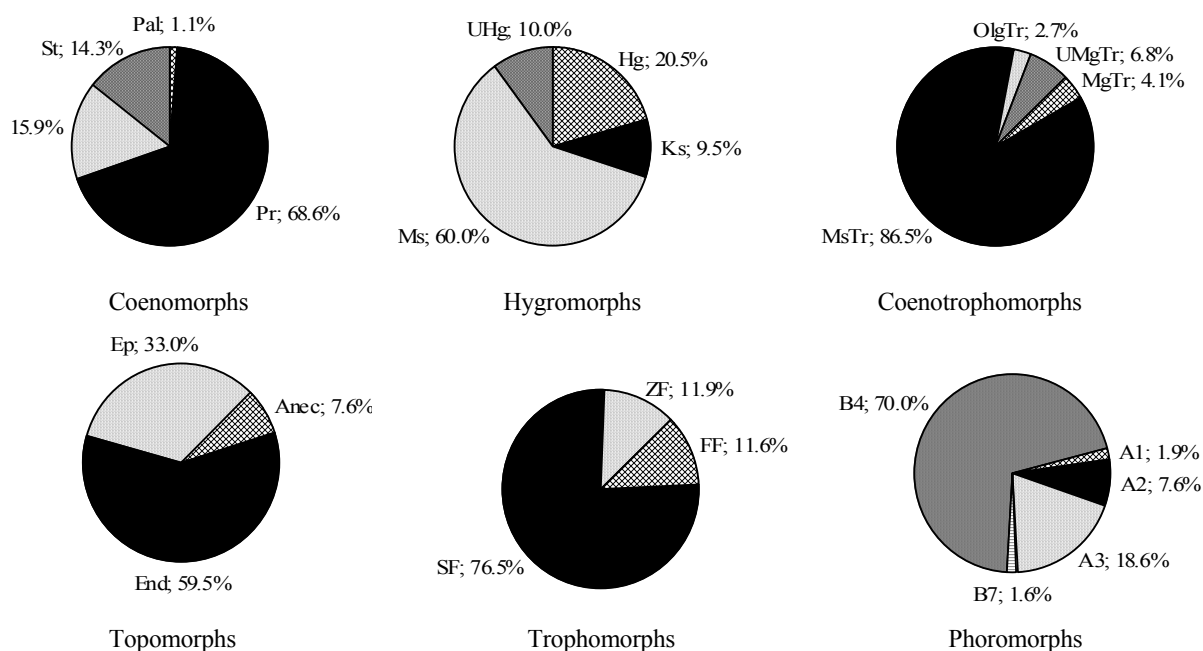 Pal; 1.1%
St; 14.3%
15.9%
Pr; 68.6%
Coenomorphs
UHg; 10.0%
Hg; 20.5%
Ks; 9.5%
Ms; 60.0%
Hygromorphs
OlgTr; 2.7%
UMgTr; 6.8%
MgTr; 4.1%
MsTr; 86.5%
Coenotrophomorphs
Ep; 33.0%
Anec; 7.6%
End; 59.5%
Topomorphs
ZF; 11.9%
FF; 11.6%
SF; 76.5%
Trophomorphs
B4; 70.0%
A1; 1.9%
A2; 7.6%
A3; 18.6%
B7; 1.6%
Phoromorphs